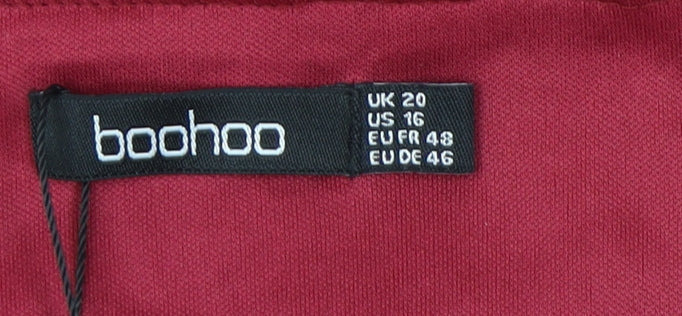 boohoo
UK 20
US 16
EU FR 48
EU DE 46